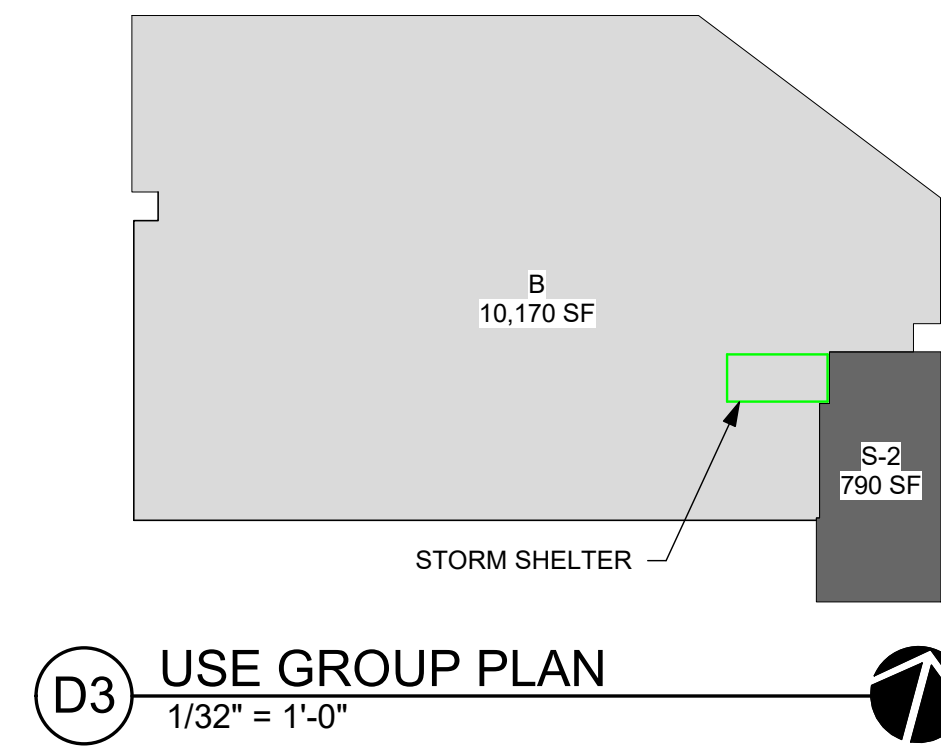 B
10,170 SF
S-2
790 SF
STORM SHELTER
D3
USE GROUP PLAN
1/32" = 1'-0"